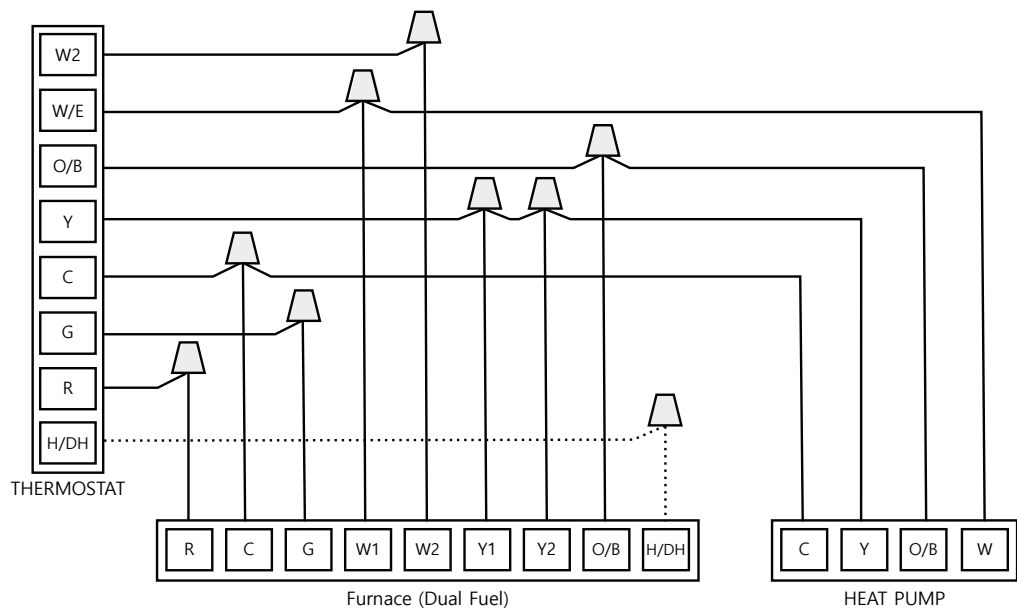 W2
W/E
O/B
Y
C
G
R
H/DH
THERMOSTAT
R C G W1 W2 Y1 Y2 O/B H/DH
Furnace (Dual Fuel)
C Y O/B W
HEAT PUMP